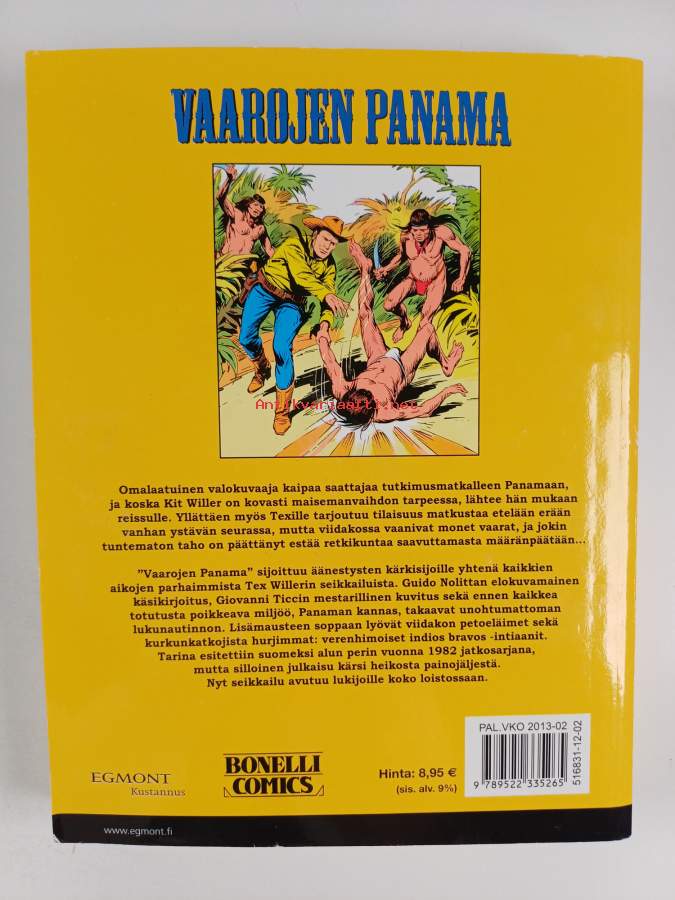 VAAROJEN PANAMA
Antikvariaatti.net
Omalaatuinen valokuvaaja kaipaa saattajaa tutkimusmatkalleen Panamaan,
ja koska Kit Willer on kovasti maisemanvaihdon tarpeessa, lähtee hän mukaan
reissulle. Yllättäen myös Texille tarjoutuu tilaisuus matkustaa etelään erään
vanhan ystävän seurassa, mutta viidakossa vaanivat monet vaarat, ja jokin
tuntematon taho on päättänyt estää retkikuntaa saavuttamasta määränpäätään...
"Vaarojen Panama" sijoittuu äänestysten kärkisijoille yhtenä kaikkien
aikojen parhaimmista Tex Willerin seikkailuista. Guido Nolittan elokuvamainen
käsikirjoitus, Giovanni Ticcin mestarillinen kuvitus sekä ennen kaikkea
totutusta poikkeava miljöö, Panaman kannas, takaavat unohtumattoman
lukunautinnon. Lisämausteen soppaan lyövät viidakon petoeläimet sekä
kurkunkatkojista hurjimmat: verenhimoiset indios bravos -intiaanit.
Tarina esitettiin suomeksi alun perin vuonna 1982 jatkosarjana,
mutta silloinen julkaisu kärsi heikosta painojäljestä.
Nyt seikkailu avutuu lukijoille koko loistossaan.
EGMONT
Kustannus
BONELLI
COMICS
Hinta: 8,95 €
(sis. alv. 9%)
PAL.VKO 2013-02
9 789522 335265
516831-12-02
www.egmont.fi